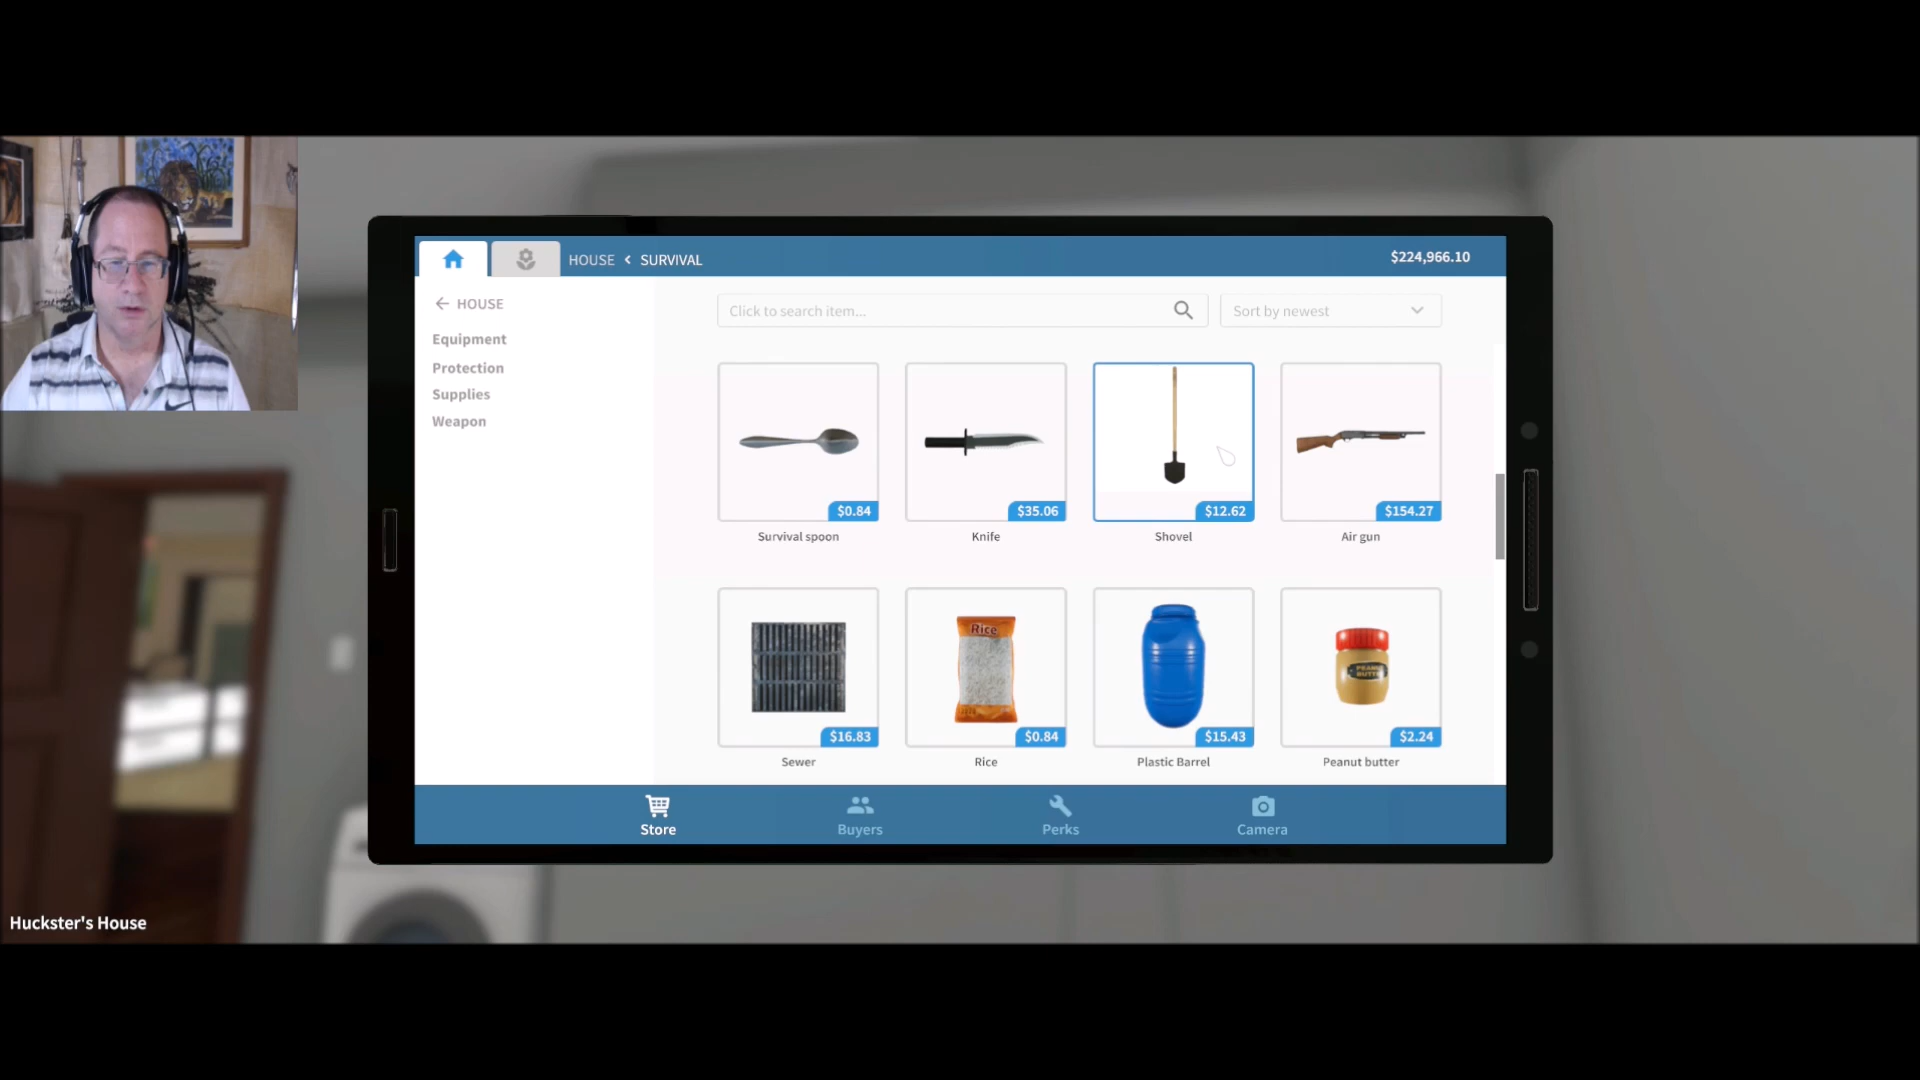 HOUSE < SURVIVAL
$224,966.10
HOUSE
Equipment
Protection
Supplies
Weapon
Click to search item...
Sort by newest
$0.84
$35.06
$12.62
$154.27
Survival spoon
Knife
Shovel
Air gun
Rice
$16.83
$0.84
$15.43
$2.24
Sewer
Rice
Plastic Barrel
Peanut butter
Store
Buyers
Perks
Camera
Huckster's House